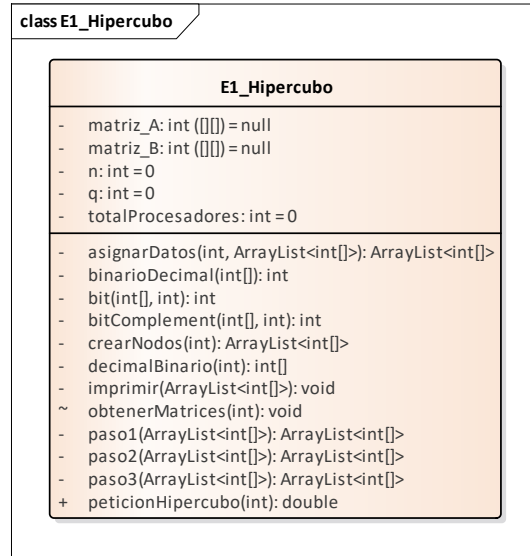 class E1_Hipercubo
E1_Hipercubo
- matriz_A: int ([][]) = null
- matriz_B: int ([][]) = null
- n: int = 0
- q: int = 0
- totalProcesadores: int = 0
- asignarDatos(int, ArrayList<int[]>): ArrayList<int[]>
- binarioDecimal(int[]): int
- bit(int[], int): int
- bitComplement(int[], int): int
- crearNodos(int): ArrayList<int[]>
- decimalBinario(int): int[]
- imprimir(ArrayList<int[]>): void
~ obtenerMatrices(int): void
- paso1(ArrayList<int[]>): ArrayList<int[]>
- paso2(ArrayList<int[]>): ArrayList<int[]>
- paso3(ArrayList<int[]>): ArrayList<int[]>
+ peticionHipercubo(int): double